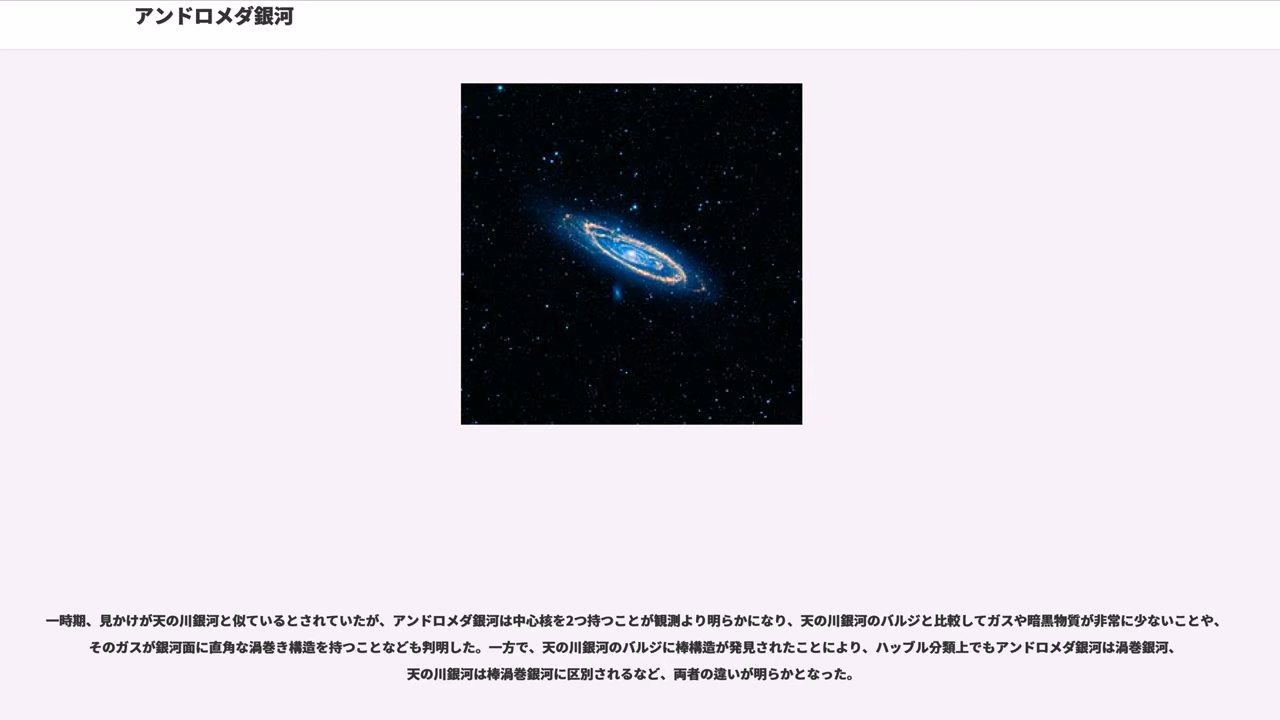 アンドロメダ銀河
一時期、見かけが天の川銀河と似ているとされていたが、アンドロメダ銀河は中心核を2つ持つことが観測より明らかになり、天の川銀河のバルジと比較してガスや暗黒物質が非常に少ないことや、
そのガスが銀河面に直角な渦巻き構造を持つことなども判明した。一方で、天の川銀河のバルジに棒構造が発見されたことにより、ハッブル分類上でもアンドロメダ銀河は渦巻銀河、
天の川銀河は棒渦巻銀河に区別されるなど、両者の違いが明らかとなった。